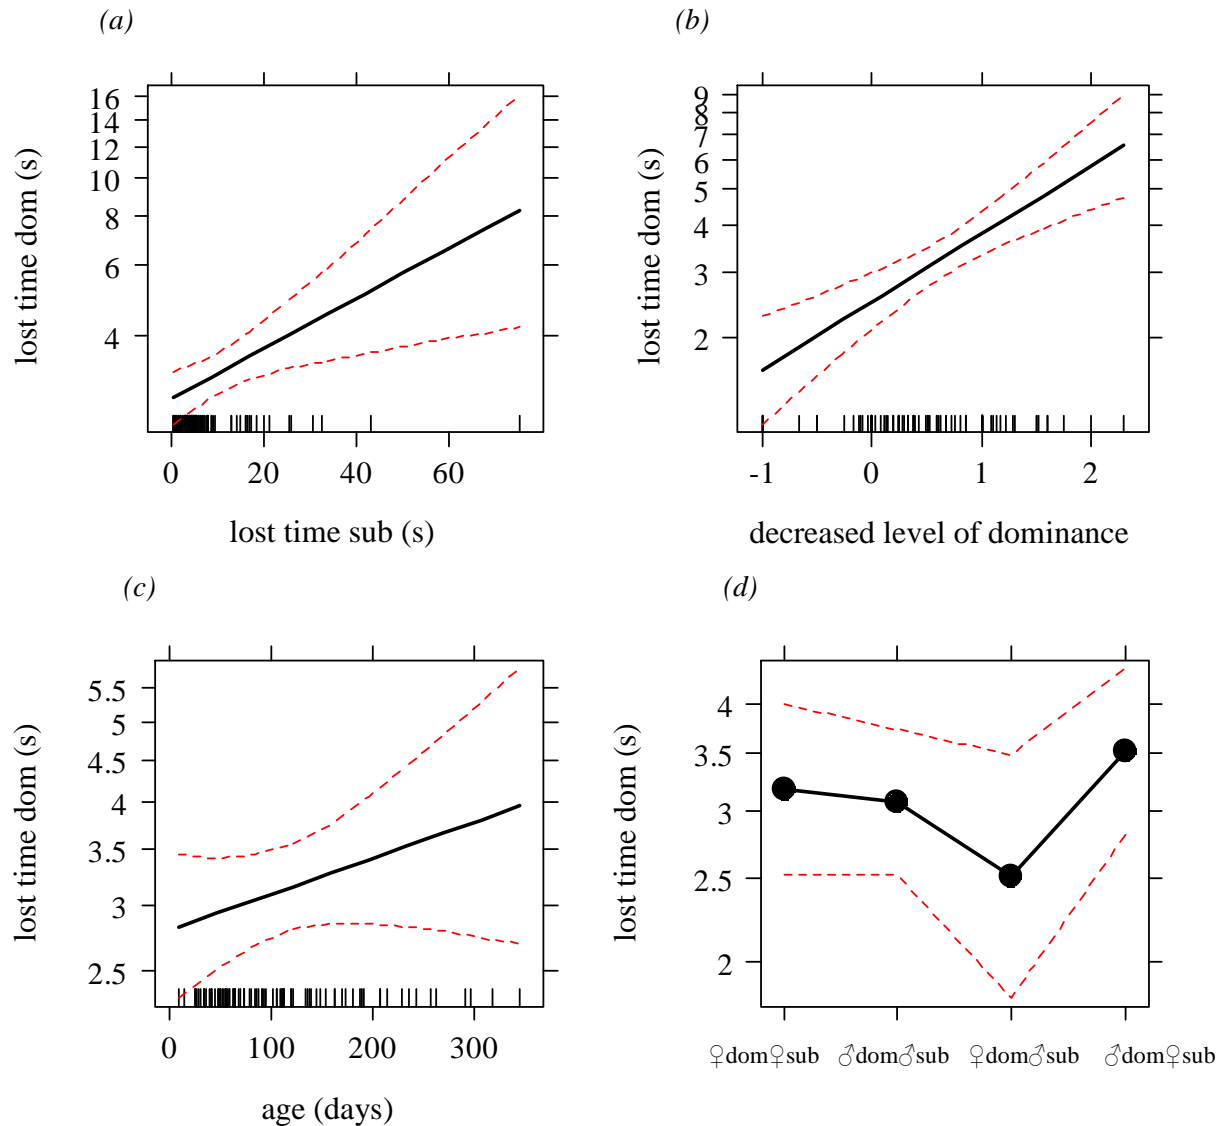 (a)
lost time dom (s)
16
14
12
10
8
6
4
0 20 40 60
lost time sub (s)
(b)
lost time dom (s)
9
8
7
6
5
4
3
2
-1 0 1 2
decreased level of dominance
(c)
lost time dom (s)
5.5
5
4.5
4
3.5
3
2.5
0 100 200 300
age (days)
(d)
lost time dom (s)
4
3.5
3
2.5
2
♀dom♀sub ♂dom♂sub ♀dom♂sub ♂dom♀sub